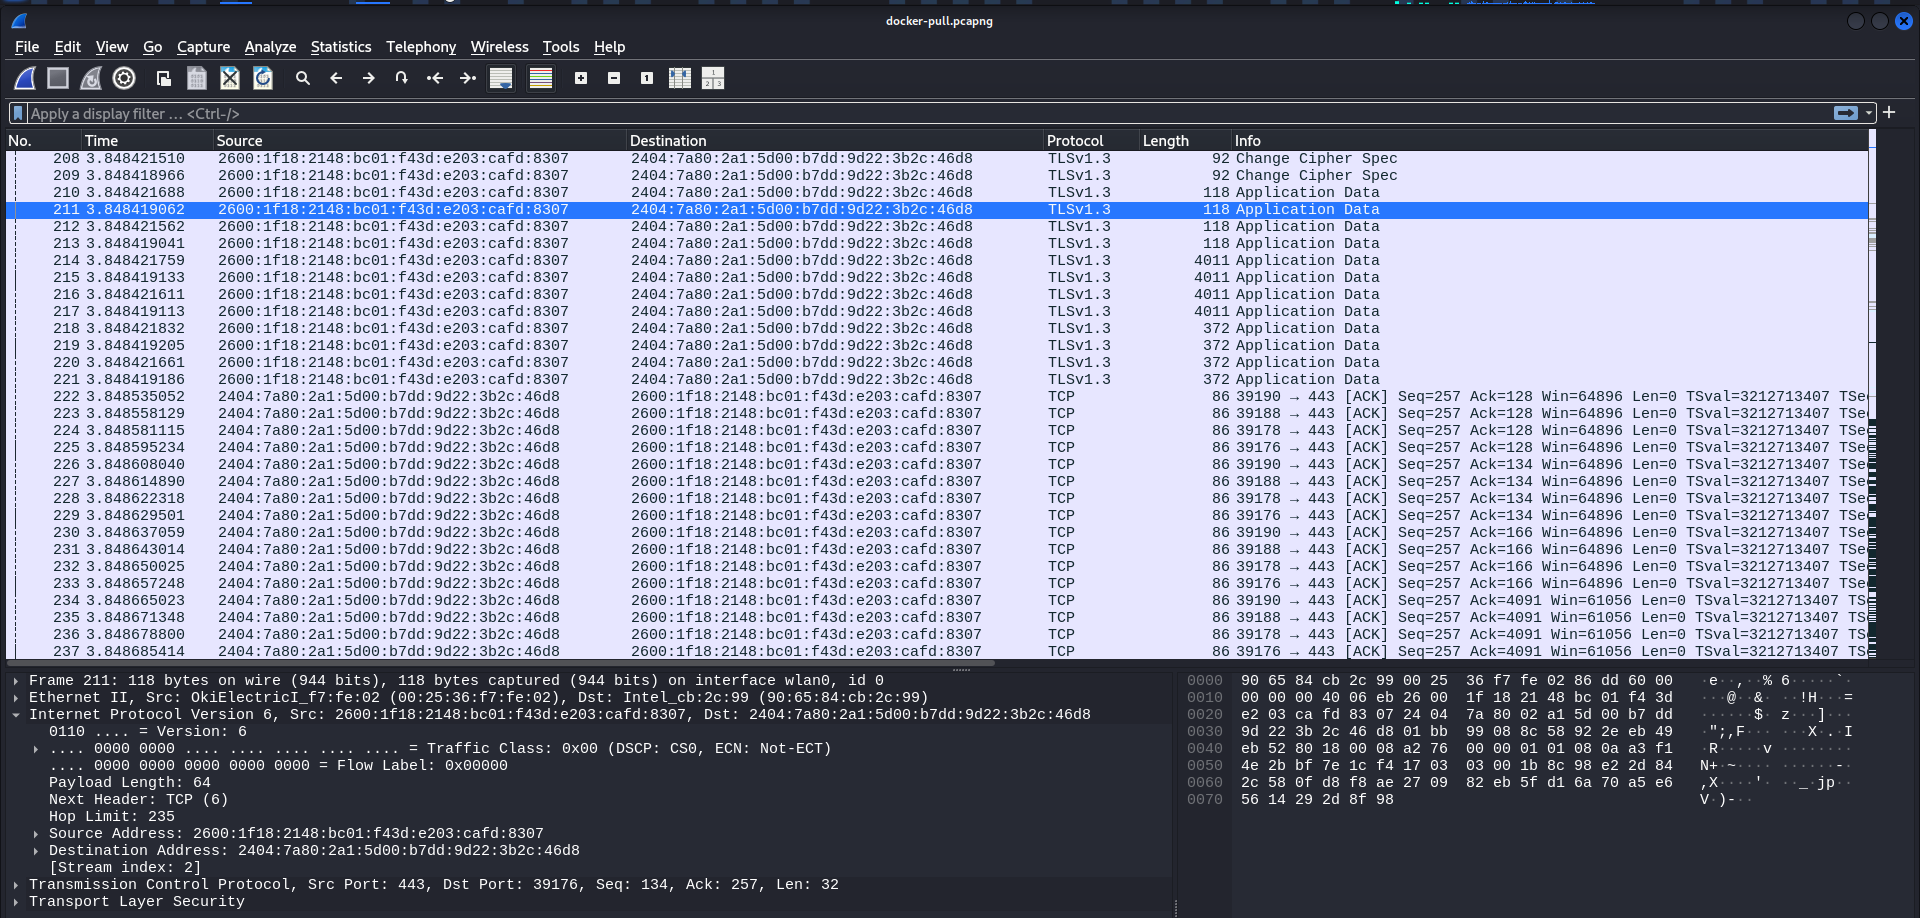 docker-pull.pcapng
File Edit View Go Capture Analyze Statistics Telephony Wireless Tools Help
Apply a display filter … <Ctrl-/>
No. Time Source Destination Protocol Length Info
208 3.848421510 2600:1f18:2148:bc01:f43d:e203:cafd:8307 2404:7a80:2a1:5d00:b7dd:9d22:3b2c:46d8 TLSv1.3 92 Change Cipher Spec
209 3.848418966 2600:1f18:2148:bc01:f43d:e203:cafd:8307 2404:7a80:2a1:5d00:b7dd:9d22:3b2c:46d8 TLSv1.3 92 Change Cipher Spec
210 3.848421688 2600:1f18:2148:bc01:f43d:e203:cafd:8307 2404:7a80:2a1:5d00:b7dd:9d22:3b2c:46d8 TLSv1.3 118 Application Data
211 3.848419062 2600:1f18:2148:bc01:f43d:e203:cafd:8307 2404:7a80:2a1:5d00:b7dd:9d22:3b2c:46d8 TLSv1.3 118 Application Data
212 3.848421562 2600:1f18:2148:bc01:f43d:e203:cafd:8307 2404:7a80:2a1:5d00:b7dd:9d22:3b2c:46d8 TLSv1.3 118 Application Data
213 3.848419041 2600:1f18:2148:bc01:f43d:e203:cafd:8307 2404:7a80:2a1:5d00:b7dd:9d22:3b2c:46d8 TLSv1.3 118 Application Data
214 3.848421759 2600:1f18:2148:bc01:f43d:e203:cafd:8307 2404:7a80:2a1:5d00:b7dd:9d22:3b2c:46d8 TLSv1.3 4011 Application Data
215 3.848419133 2600:1f18:2148:bc01:f43d:e203:cafd:8307 2404:7a80:2a1:5d00:b7dd:9d22:3b2c:46d8 TLSv1.3 4011 Application Data
216 3.848421611 2600:1f18:2148:bc01:f43d:e203:cafd:8307 2404:7a80:2a1:5d00:b7dd:9d22:3b2c:46d8 TLSv1.3 4011 Application Data
217 3.848419113 2600:1f18:2148:bc01:f43d:e203:cafd:8307 2404:7a80:2a1:5d00:b7dd:9d22:3b2c:46d8 TLSv1.3 4011 Application Data
218 3.848421832 2600:1f18:2148:bc01:f43d:e203:cafd:8307 2404:7a80:2a1:5d00:b7dd:9d22:3b2c:46d8 TLSv1.3 372 Application Data
219 3.848419205 2600:1f18:2148:bc01:f43d:e203:cafd:8307 2404:7a80:2a1:5d00:b7dd:9d22:3b2c:46d8 TLSv1.3 372 Application Data
220 3.848421661 2600:1f18:2148:bc01:f43d:e203:cafd:8307 2404:7a80:2a1:5d00:b7dd:9d22:3b2c:46d8 TLSv1.3 372 Application Data
221 3.848419186 2600:1f18:2148:bc01:f43d:e203:cafd:8307 2404:7a80:2a1:5d00:b7dd:9d22:3b2c:46d8 TLSv1.3 372 Application Data
222 3.848535052 2404:7a80:2a1:5d00:b7dd:9d22:3b2c:46d8 2600:1f18:2148:bc01:f43d:e203:cafd:8307 TCP 86 39190 → 443 [ACK] Seq=257 Ack=128 Win=64896 Len=0 TSval=3212713407 TSe
223 3.848558129 2404:7a80:2a1:5d00:b7dd:9d22:3b2c:46d8 2600:1f18:2148:bc01:f43d:e203:cafd:8307 TCP 86 39188 → 443 [ACK] Seq=257 Ack=128 Win=64896 Len=0 TSval=3212713407 TSe
224 3.848581115 2404:7a80:2a1:5d00:b7dd:9d22:3b2c:46d8 2600:1f18:2148:bc01:f43d:e203:cafd:8307 TCP 86 39178 → 443 [ACK] Seq=257 Ack=128 Win=64896 Len=0 TSval=3212713407 TSe
225 3.848595234 2404:7a80:2a1:5d00:b7dd:9d22:3b2c:46d8 2600:1f18:2148:bc01:f43d:e203:cafd:8307 TCP 86 39176 → 443 [ACK] Seq=257 Ack=128 Win=64896 Len=0 TSval=3212713407 TSe
226 3.848608040 2404:7a80:2a1:5d00:b7dd:9d22:3b2c:46d8 2600:1f18:2148:bc01:f43d:e203:cafd:8307 TCP 86 39190 → 443 [ACK] Seq=257 Ack=134 Win=64896 Len=0 TSval=3212713407 TSe
227 3.848614890 2404:7a80:2a1:5d00:b7dd:9d22:3b2c:46d8 2600:1f18:2148:bc01:f43d:e203:cafd:8307 TCP 86 39188 → 443 [ACK] Seq=257 Ack=134 Win=64896 Len=0 TSval=3212713407 TSe
228 3.848622318 2404:7a80:2a1:5d00:b7dd:9d22:3b2c:46d8 2600:1f18:2148:bc01:f43d:e203:cafd:8307 TCP 86 39178 → 443 [ACK] Seq=257 Ack=134 Win=64896 Len=0 TSval=3212713407 TSe
229 3.848629501 2404:7a80:2a1:5d00:b7dd:9d22:3b2c:46d8 2600:1f18:2148:bc01:f43d:e203:cafd:8307 TCP 86 39176 → 443 [ACK] Seq=257 Ack=134 Win=64896 Len=0 TSval=3212713407 TSe
230 3.848637059 2404:7a80:2a1:5d00:b7dd:9d22:3b2c:46d8 2600:1f18:2148:bc01:f43d:e203:cafd:8307 TCP 86 39190 → 443 [ACK] Seq=257 Ack=166 Win=64896 Len=0 TSval=3212713407 TSe
231 3.848643014 2404:7a80:2a1:5d00:b7dd:9d22:3b2c:46d8 2600:1f18:2148:bc01:f43d:e203:cafd:8307 TCP 86 39188 → 443 [ACK] Seq=257 Ack=166 Win=64896 Len=0 TSval=3212713407 TSe
232 3.848650025 2404:7a80:2a1:5d00:b7dd:9d22:3b2c:46d8 2600:1f18:2148:bc01:f43d:e203:cafd:8307 TCP 86 39178 → 443 [ACK] Seq=257 Ack=166 Win=64896 Len=0 TSval=3212713407 TSe
233 3.848657248 2404:7a80:2a1:5d00:b7dd:9d22:3b2c:46d8 2600:1f18:2148:bc01:f43d:e203:cafd:8307 TCP 86 39176 → 443 [ACK] Seq=257 Ack=166 Win=64896 Len=0 TSval=3212713407 TSe
234 3.848665023 2404:7a80:2a1:5d00:b7dd:9d22:3b2c:46d8 2600:1f18:2148:bc01:f43d:e203:cafd:8307 TCP 86 39190 → 443 [ACK] Seq=257 Ack=4091 Win=61056 Len=0 TSval=3212713407 TS
235 3.848671348 2404:7a80:2a1:5d00:b7dd:9d22:3b2c:46d8 2600:1f18:2148:bc01:f43d:e203:cafd:8307 TCP 86 39188 → 443 [ACK] Seq=257 Ack=4091 Win=61056 Len=0 TSval=3212713407 TS
236 3.848678800 2404:7a80:2a1:5d00:b7dd:9d22:3b2c:46d8 2600:1f18:2148:bc01:f43d:e203:cafd:8307 TCP 86 39178 → 443 [ACK] Seq=257 Ack=4091 Win=61056 Len=0 TSval=3212713407 TS
237 3.848685414 2404:7a80:2a1:5d00:b7dd:9d22:3b2c:46d8 2600:1f18:2148:bc01:f43d:e203:cafd:8307 TCP 86 39176 → 443 [ACK] Seq=257 Ack=4091 Win=61056 Len=0 TSval=3212713407 TS
Frame 211: 118 bytes on wire (944 bits), 118 bytes captured (944 bits) on interface wlan0, id 0
Ethernet II, Src: OkiElectricI_f7:fe:02 (00:25:36:f7:fe:02), Dst: Intel_cb:2c:99 (90:65:84:cb:2c:99)
Internet Protocol Version 6, Src: 2600:1f18:2148:bc01:f43d:e203:cafd:8307, Dst: 2404:7a80:2a1:5d00:b7dd:9d22:3b2c:46d8
0110 .... = Version: 6
.... 0000 0000 .... .... .... .... .... = Traffic Class: 0x00 (DSCP: CS0, ECN: Not-ECT)
.... 0000 0000 0000 0000 0000 = Flow Label: 0x00000
Payload Length: 64
Next Header: TCP (6)
Hop Limit: 235
Source Address: 2600:1f18:2148:bc01:f43d:e203:cafd:8307
Destination Address: 2404:7a80:2a1:5d00:b7dd:9d22:3b2c:46d8
[Stream index: 2]
Transmission Control Protocol, Src Port: 443, Dst Port: 39176, Seq: 134, Ack: 257, Len: 32
Transport Layer Security
0000 90 65 84 cb 2c 99 00 25 36 f7 fe 02 86 dd 60 00 ·e··,··% 6·····`·
0010 00 00 00 40 06 eb 26 00 1f 18 21 48 bc 01 f4 3d ···@··&· ··!H···=
0020 e2 03 ca fd 83 07 24 04 7a 80 02 a1 5d 00 b7 dd ······$· z···]···
0030 9d 22 3b 2c 46 d8 01 bb 99 08 8c 58 92 2e eb 49 ·";,F··· ···X·.·I
0040 eb 52 80 18 00 08 a2 76 00 00 01 01 08 0a a3 f1 ·R·····v ········
0050 4e 2b bf 7e 1c f4 17 03 03 00 1b 8c 98 e2 2d 84 N+·~···· ······-·
0060 2c 58 0f d8 f8 ae 27 09 82 eb 5f d1 6a 70 a5 e6 ,X····'· ··_·jp··
0070 56 14 29 2d 8f 98 V·)-··